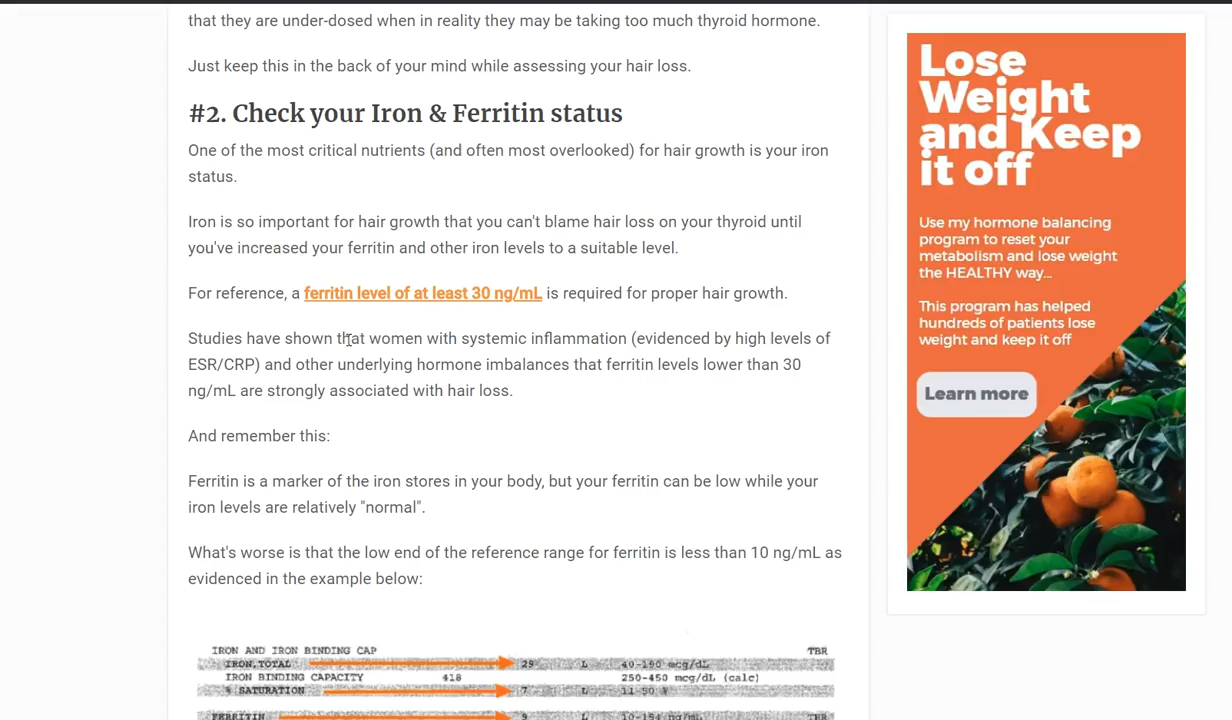 that they are under-dosed when in reality they may be taking too much thyroid hormone.
Just keep this in the back of your mind while assessing your hair loss.
#2. Check your Iron & Ferritin status
One of the most critical nutrients (and often most overlooked) for hair growth is your iron
status.
Iron is so important for hair growth that you can't blame hair loss on your thyroid until
you've increased your ferritin and other iron levels to a suitable level.
For reference, a ferritin level of at least 30 ng/mL is required for proper hair growth.
Studies have shown that women with systemic inflammation (evidenced by high levels of
ESR/CRP) and other underlying hormone imbalances that ferritin levels lower than 30
ng/mL are strongly associated with hair loss.
And remember this:
Ferritin is a marker of the iron stores in your body, but your ferritin can be low while your
iron levels are relatively "normal".
What's worse is that the low end of the reference range for ferritin is less than 10 ng/mL as
evidenced in the example below:
IRON AND IRON BINDING CAP TBR
IRON, TOTAL 29 L 40-190 mcg/dL
IRON BINDING CAPACITY 418 250-450 mcg/dL (calc)
% SATURATION 7 L 11-50 %
FERRITIN 9 L 10-154 ng/mL TBR
Lose
Weight
and Keep
it off
Use my hormone balancing
program to reset your
metabolism and lose weight
the HEALTHY way...
This program has helped
hundreds of patients lose
weight and keep it off
Learn more